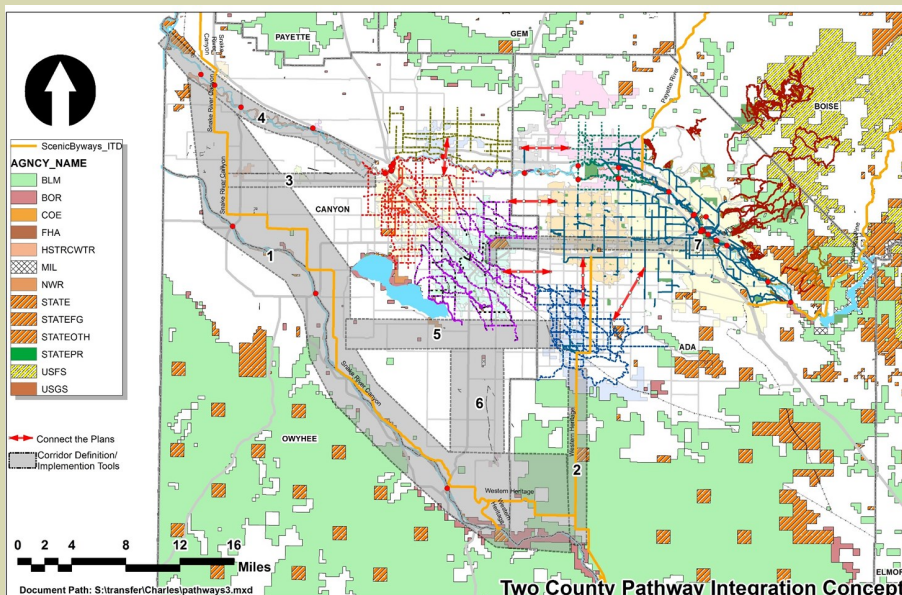 PAYETTE
GEM
Snake
River
Canyon
Snake River Canyon
Payette River
BOISE
4
3
Snake River Canyon
CANYON
1
7
5
ADA
6
Snake River Canyon
OWYHEE
Western Heritage
2
Western Heritage
Western
Heritage
ELMOR
ScenicByways_ITD
AGNCY_NAME
BLM
BOR
COE
FHA
HSTRCWTR
MIL
NWR
STATE
STATEFG
STATEOTH
STATEPR
USFS
USGS
Connect the Plans
Corridor Definition/
Implemention Tools
0 2 4 8 12 16
Miles
Document Path: S:\transfer\Charles\pathways3.mxd
Two County Pathway Integration Concept